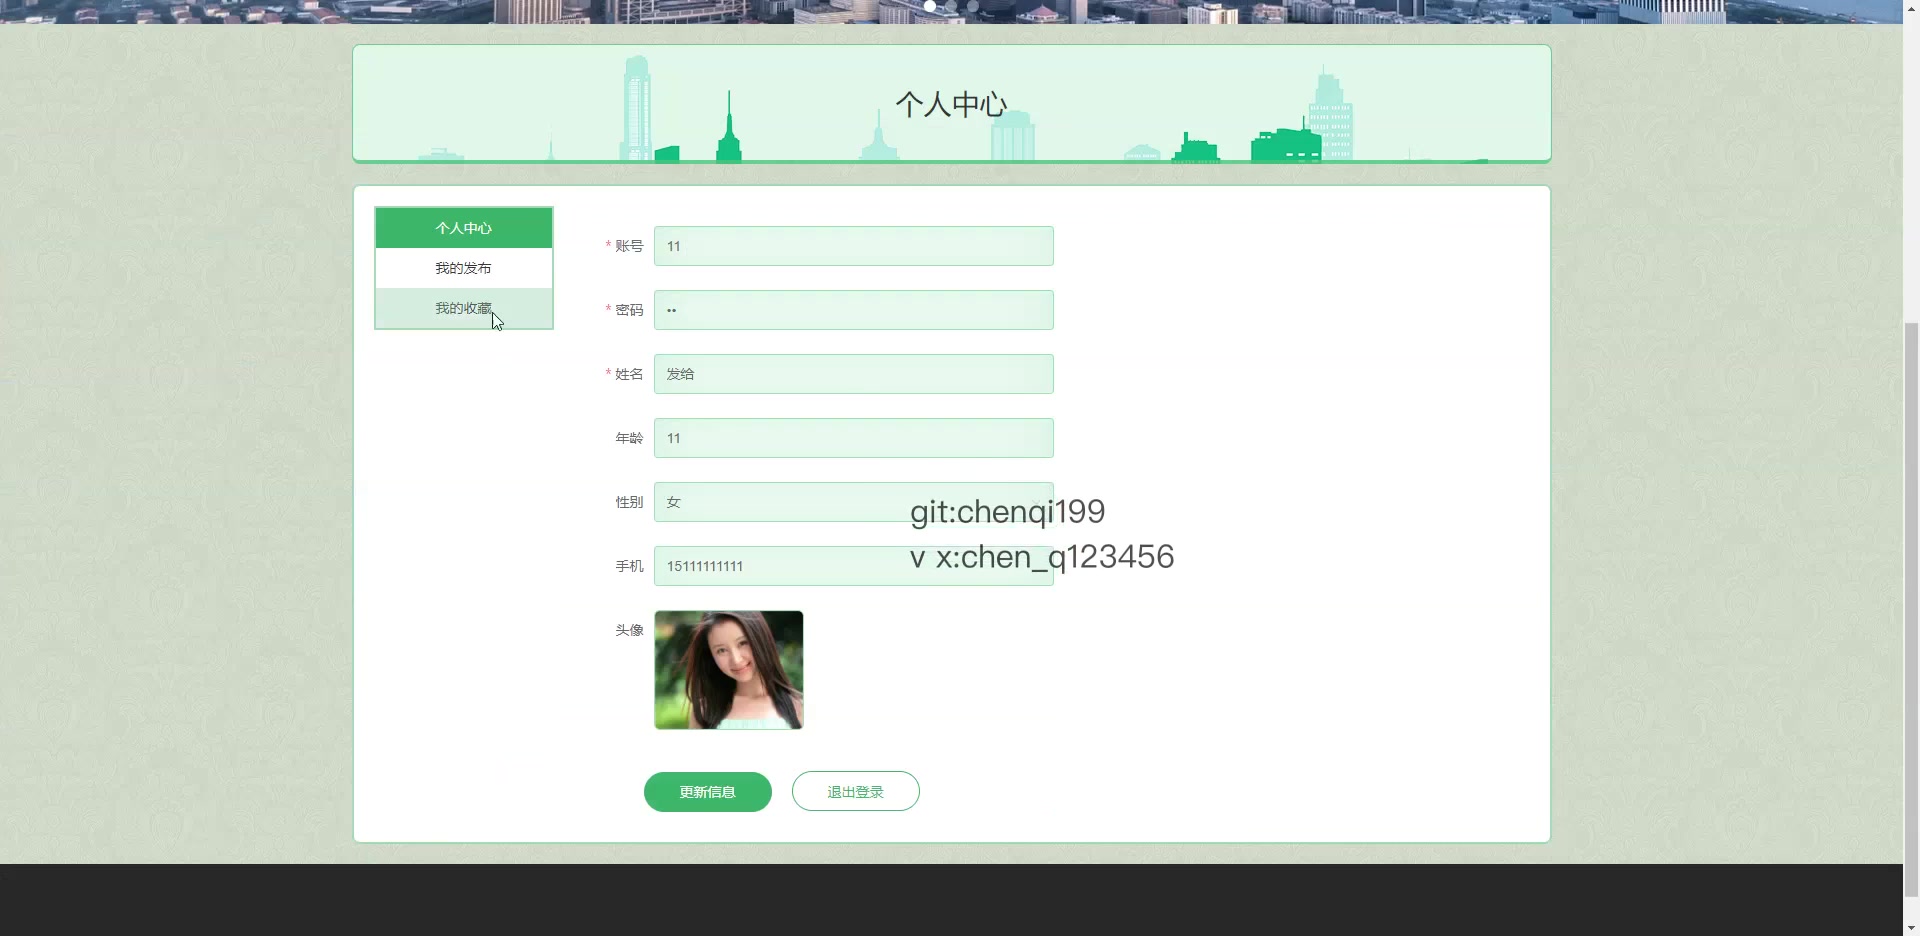 个人中心
个人中心
我的发布
我的收藏
* 账号 11
* 密码 ••
* 姓名 发给
年龄 11
性别 女
git:chenqi199
手机 15111111111
v x:chen_q123456
头像
更新信息 退出登录